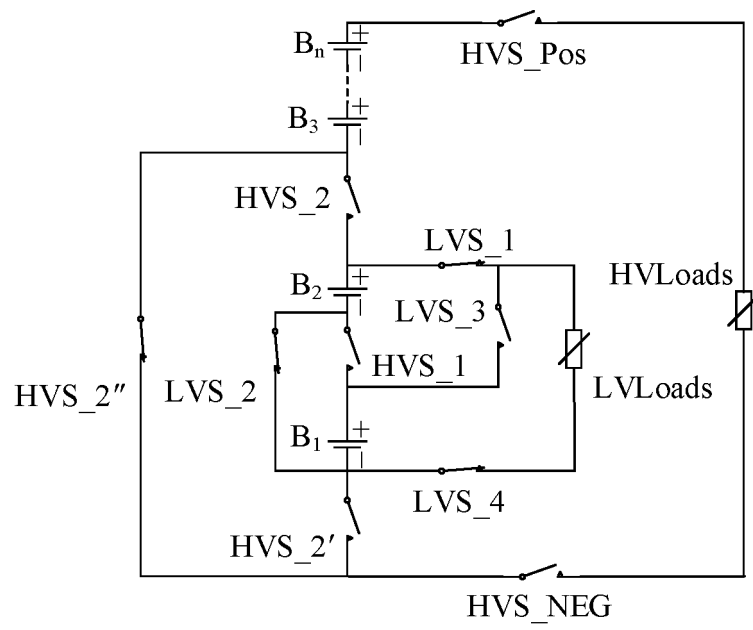 Bₙ
HVS_Pos
B₃
HVS_2
LVS_1
HVLoads
B₂
LVS_3
HVS_2″
LVS_2
HVS_1
LVLoads
B₁
LVS_4
HVS_2′
HVS_NEG